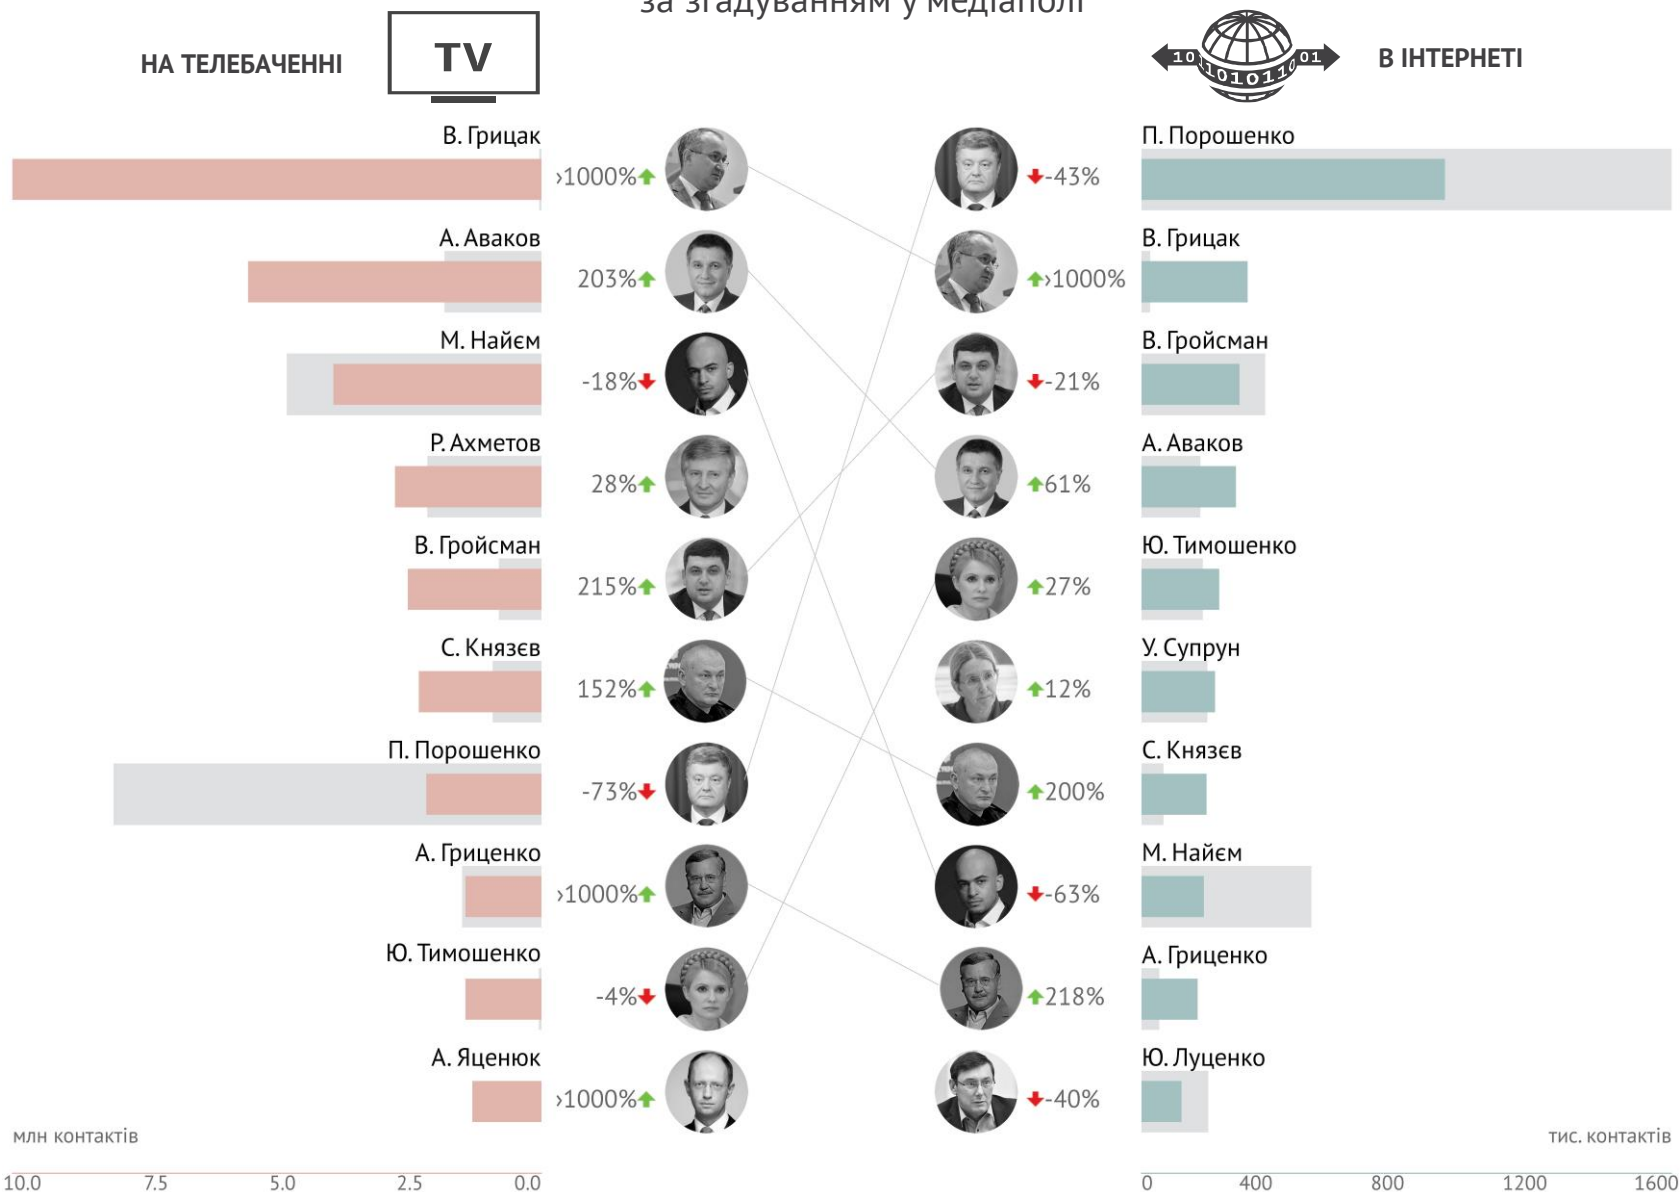 за згадуванням у медіаполі
НА ТЕЛЕБАЧЕННІ
TV
10110101101001
В ІНТЕРНЕТІ
В. Грицак
›1000%
А. Аваков
203%
М. Найєм
-18%
Р. Ахметов
28%
В. Гройсман
215%
С. Князєв
152%
П. Порошенко
-73%
А. Гриценко
›1000%
Ю. Тимошенко
-4%
А. Яценюк
›1000%
млн контактів
10.0 7.5 5.0 2.5 0.0
П. Порошенко
-43%
В. Грицак
›1000%
В. Гройсман
-21%
А. Аваков
61%
Ю. Тимошенко
27%
У. Супрун
12%
С. Князєв
200%
М. Найєм
-63%
А. Гриценко
218%
Ю. Луценко
-40%
тис. контактів
0 400 800 1200 1600